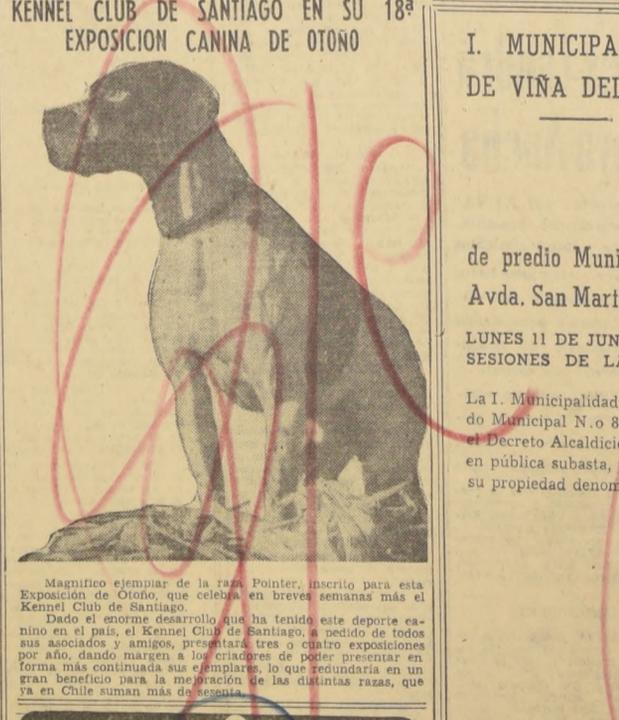 KENNEL CLUB DE SANTIAGO EN SU 18ª
EXPOSICION CANINA DE OTOÑO
Magnífico ejemplar de la raza Pointer, inscrito para esta
Exposición de Otoño, que celebra en breves semanas más el
Kennel Club de Santiago.
Dado el enorme desarrollo que ha tenido este deporte ca-
nino en el país, el Kennel Club de Santiago, a pedido de todos
sus asociados y amigos, presentará tres o cuatro exposiciones
por año, dando margen a los criadores de poder presentar en
forma más continuada sus ejemplares, lo que redundaría en un
gran beneficio para la mejoración de las distintas razas, que
ya en Chile suman más de sesenta.
I. MUNICIPA
DE VIÑA DEL
de predio Muni
Avda. San Mart
LUNES 11 DE JUN
SESIONES DE LA
La I. Municipalidad
do Municipal N.o 8
el Decreto Alcaldici
en pública subasta,
su propiedad denom